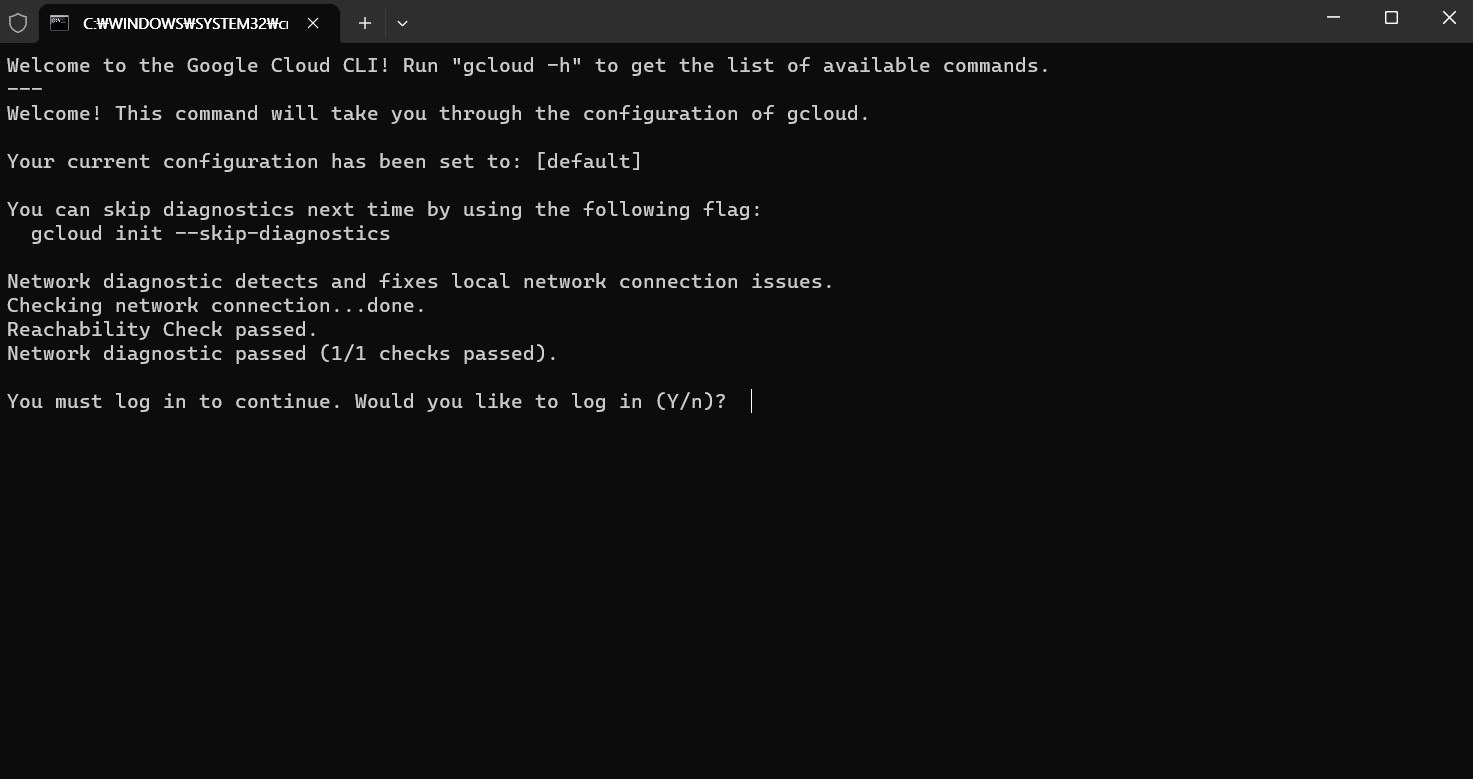 C:₩WINDOWS₩SYSTEM32₩c
Welcome to the Google Cloud CLI! Run "gcloud -h" to get the list of available commands.
---
Welcome! This command will take you through the configuration of gcloud.
Your current configuration has been set to: [default]
You can skip diagnostics next time by using the following flag:
gcloud init --skip-diagnostics
Network diagnostic detects and fixes local network connection issues.
Checking network connection...done.
Reachability Check passed.
Network diagnostic passed (1/1 checks passed).
You must log in to continue. Would you like to log in (Y/n)?